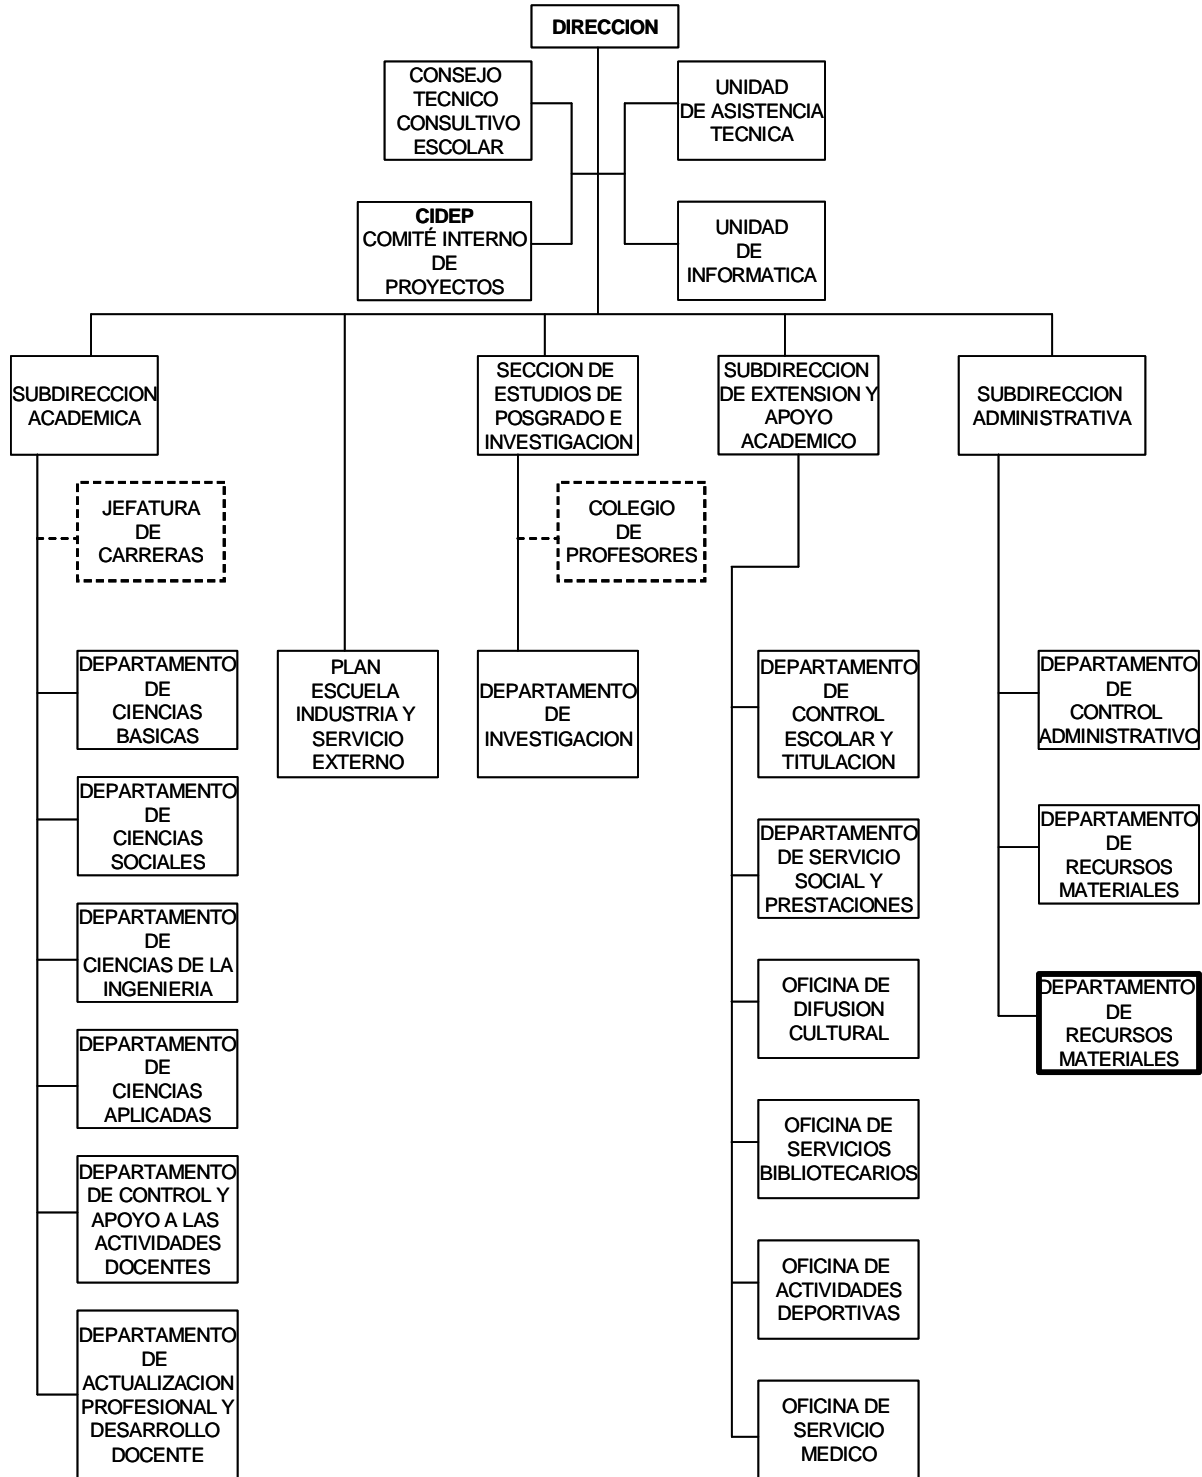 DIRECCION
CONSEJO
TECNICO
CONSULTIVO
ESCOLAR
UNIDAD
DE ASISTENCIA
TECNICA
CIDEP
COMITÉ INTERNO
DE
PROYECTOS
UNIDAD
DE
INFORMATICA
SUBDIRECCION
ACADEMICA
SECCION DE
ESTUDIOS DE
POSGRADO E
INVESTIGACION
SUBDIRECCION
DE EXTENSION Y
APOYO
ACADEMICO
SUBDIRECCION
ADMINISTRATIVA
JEFATURA
DE
CARRERAS
COLEGIO
DE
PROFESORES
DEPARTAMENTO
DE
CIENCIAS
BASICAS
PLAN
ESCUELA
INDUSTRIA Y
SERVICIO
EXTERNO
DEPARTAMENTO
DE
INVESTIGACION
DEPARTAMENTO
DE
CONTROL
ESCOLAR Y
TITULACION
DEPARTAMENTO
DE
CONTROL
ADMINISTRATIVO
DEPARTAMENTO
DE
CIENCIAS
SOCIALES
DEPARTAMENTO
DE SERVICIO
SOCIAL Y
PRESTACIONES
DEPARTAMENTO
DE
RECURSOS
MATERIALES
DEPARTAMENTO
DE
CIENCIAS DE LA
INGENIERIA
OFICINA DE
DIFUSION
CULTURAL
DEPARTAMENTO
DE
RECURSOS
MATERIALES
DEPARTAMENTO
DE
CIENCIAS
APLICADAS
OFICINA DE
SERVICIOS
BIBLIOTECARIOS
DEPARTAMENTO
DE CONTROL Y
APOYO A LAS
ACTIVIDADES
DOCENTES
OFICINA DE
ACTIVIDADES
DEPORTIVAS
DEPARTAMENTO
DE
ACTUALIZACION
PROFESIONAL Y
DESARROLLO
DOCENTE
OFICINA DE
SERVICIO
MEDICO